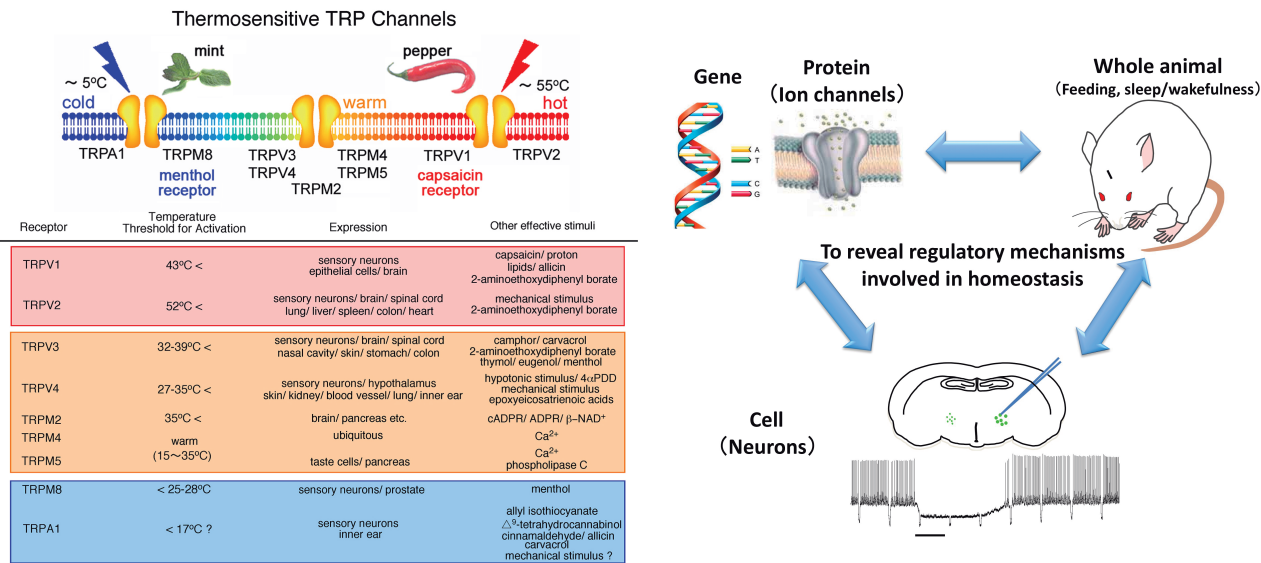 Thermosensitive TRP Channels
mint
pepper
~ 5ºC
cold
warm
~ 55ºC
hot
TRPA1
TRPM8
menthol
receptor
TRPV3
TRPV4
TRPM2
TRPM4
TRPM5
TRPV1
capsaicin
receptor
TRPV2
Receptor
Temperature
Threshold for Activation
Expression
Other effective stimuli
TRPV1
43ºC <
sensory neurons
epithelial cells/ brain
capsaicin/ proton
lipids/ allicin
2-aminoethoxydiphenyl borate
TRPV2
52ºC <
sensory neurons/ brain/ spinal cord
lung/ liver/ spleen/ colon/ heart
mechanical stimulus
2-aminoethoxydiphenyl borate
TRPV3
32-39ºC <
sensory neurons/ brain/ spinal cord
nasal cavity/ skin/ stomach/ colon
camphor/ carvacrol
2-aminoethoxydiphenyl borate
thymol/ eugenol/ menthol
TRPV4
27-35ºC <
sensory neurons/ hypothalamus
skin/ kidney/ blood vessel/ lung/ inner ear
hypotonic stimulus/ 4αPDD
mechanical stimulus
epoxyeicosatrienoic acids
TRPM2
35ºC <
brain/ pancreas etc.
cADPR/ ADPR/ β–NAD⁺
TRPM4
warm
(15～35ºC)
ubiquitous
Ca²⁺
TRPM5
taste cells/ pancreas
Ca²⁺
phospholipase C
TRPM8
< 25-28ºC
sensory neurons/ prostate
menthol
TRPA1
< 17ºC ?
sensory neurons
inner ear
allyl isothiocyanate
△⁹-tetrahydrocannabinol
cinnamaldehyde/ allicin
carvacrol
mechanical stimulus ?
Gene
A
T
C
G
Protein
（Ion channels）
Whole animal
（Feeding, sleep/wakefulness）
To reveal regulatory mechanisms
involved in homeostasis
Cell
（Neurons）